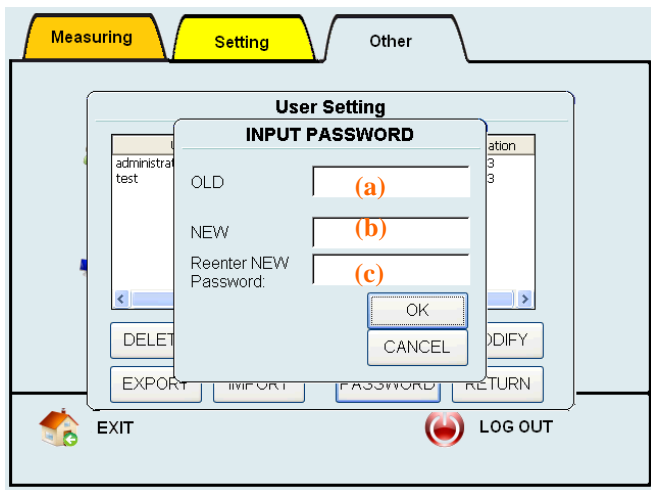 Measuring
Setting
Other
User Setting
INPUT PASSWORD
ation
administrat
3
test
3
OLD
(a)
NEW
(b)
Reenter NEW
Password:
(c)
OK
CANCEL
DELET
ODIFY
EXPORT
IMPORT
PASSWORD
RETURN
EXIT
LOG OUT